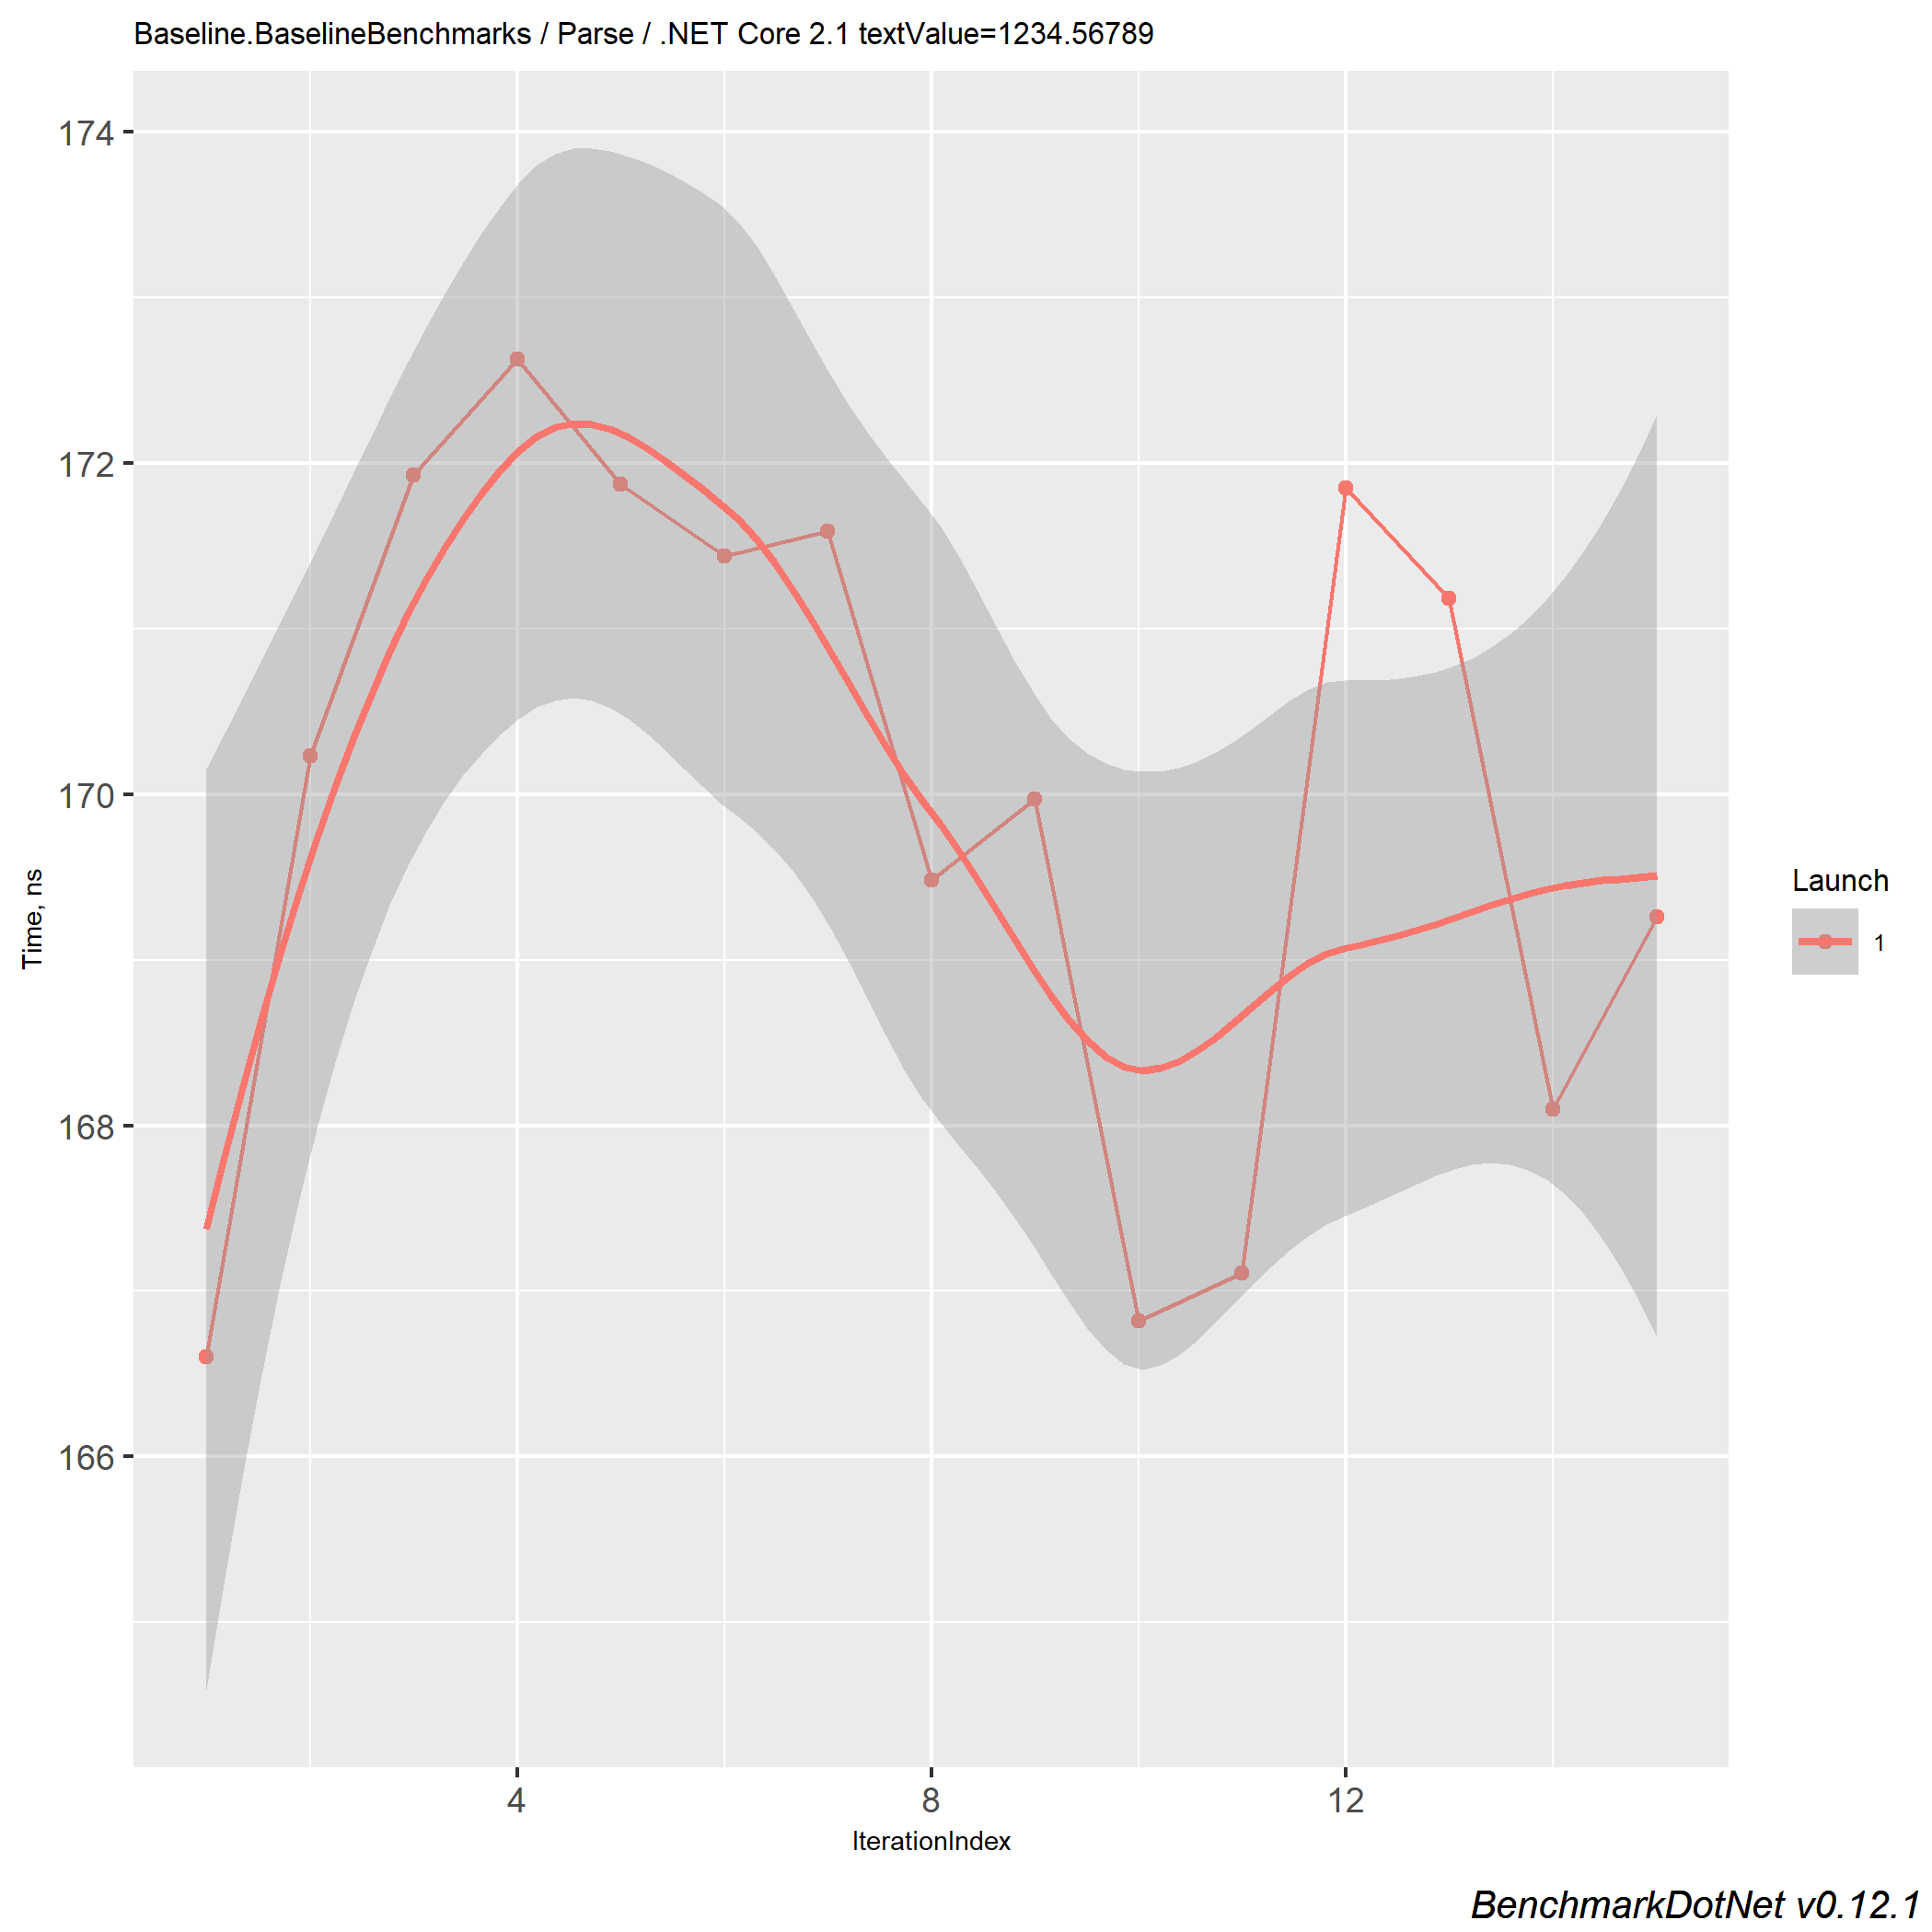 Baseline.BaselineBenchmarks / Parse / .NET Core 2.1 textValue=1234.56789
174
172
170
168
166
Time, ns
4
8
12
IterationIndex
Launch
1
BenchmarkDotNet v0.12.1